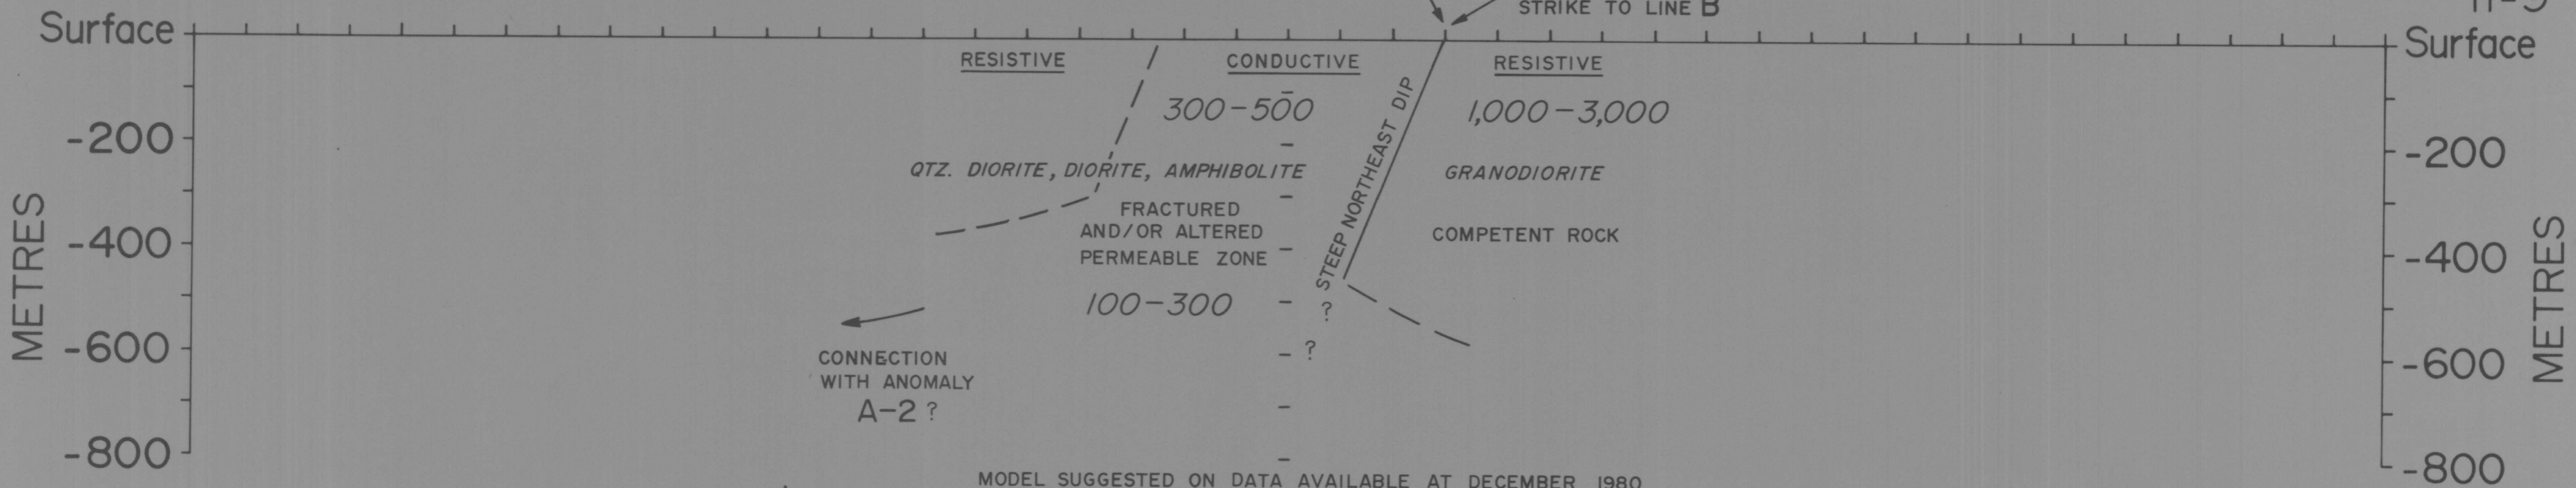 STRIKE TO LINE B
Surface
Surface
RESISTIVE
CONDUCTIVE
RESISTIVE
300-500
1,000-3,000
STEEP NORTHEAST DIP
-200
-200
QTZ. DIORITE, DIORITE, AMPHIBOLITE
GRANODIORITE
METRES
METRES
FRACTURED
AND/OR ALTERED
PERMEABLE ZONE
COMPETENT ROCK
-400
-400
100-300
?
?
-600
-600
CONNECTION
WITH ANOMALY
A-2 ?
-800
-800
MODEL SUGGESTED ON DATA AVAILABLE AT DECEMBER 1980